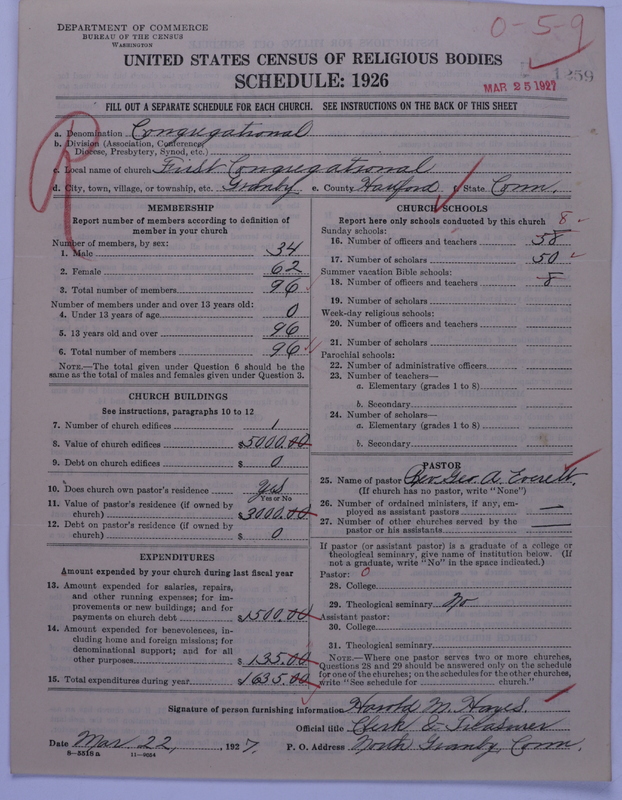 DEPARTMENT OF COMMERCE
BUREAU OF THE CENSUS
WASHINGTON
0-5-9
UNITED STATES CENSUS OF RELIGIOUS BODIES
SCHEDULE: 1926
MAR 25 1927
1259
FILL OUT A SEPARATE SCHEDULE FOR EACH CHURCH. SEE INSTRUCTIONS ON THE BACK OF THIS SHEET
R
a. Denomination Congregational
b. Division (Association, Conference, Diocese, Presbytery, Synod, etc.)
c. Local name of church First Congregational
d. City, town, village, or township, etc. Granby e. County Harford f. State Conn.
MEMBERSHIP
Report number of members according to definition of
member in your church
Number of members, by sex:
1. Male 34
2. Female 62
3. Total number of members 96
Number of members under and over 13 years old:
4. Under 13 years of age 0
5. 13 years old and over 96
6. Total number of members 96
NOTE.—The total given under Question 6 should be the
same as the total of males and females given under Question 3.
CHURCH BUILDINGS
See instructions, paragraphs 10 to 12
7. Number of church edifices 1
8. Value of church edifices $5000.00
9. Debt on church edifices $ 0
10. Does church own pastor's residence Yes
Yes or No
11. Value of pastor's residence (if owned by
church) $3000.00
12. Debt on pastor's residence (if owned by
church) $ 0
EXPENDITURES
Amount expended by your church during last fiscal year
13. Amount expended for salaries, repairs,
and other running expenses; for im-
provements or new buildings; and for
payments on church debt $1500.00
14. Amount expended for benevolences, in-
cluding home and foreign missions; for
denominational support; and for all
other purposes $ 135.00
15. Total expenditures during year $1635.00
CHURCH SCHOOLS
Report here only schools conducted by this church 8
Sunday schools:
16. Number of officers and teachers 58
17. Number of scholars 50
Summer vacation Bible schools:
18. Number of officers and teachers 8
19. Number of scholars
Week-day religious schools:
20. Number of officers and teachers
21. Number of scholars
Parochial schools:
22. Number of administrative officers
23. Number of teachers—
a. Elementary (grades 1 to 8)
b. Secondary
24. Number of scholars—
a. Elementary (grades 1 to 8)
b. Secondary
PASTOR
25. Name of pastor Rev. Geo. A. Everett.
(If church has no pastor, write "None")
26. Number of ordained ministers, if any, em-
ployed as assistant pastors —
27. Number of other churches served by the
pastor or his assistants —
If pastor (or assistant pastor) is a graduate of a college or
theological seminary, give name of institution below. (If
not a graduate, write "No" in the space indicated.)
Pastor: 0
28. College
29. Theological seminary No
Assistant pastor:
30. College
31. Theological seminary
NOTE.—Where one pastor serves two or more churches,
Questions 28 and 29 should be answered only on the schedule
for one of the churches; on the schedules for the other churches,
write "See schedule for church."
Signature of person furnishing information Harold M. Hayes.
Official title Clerk & Treasurer
Date Mar 22, 1927. P. O. Address North Granby, Conn.
8-5518 a 11-9054